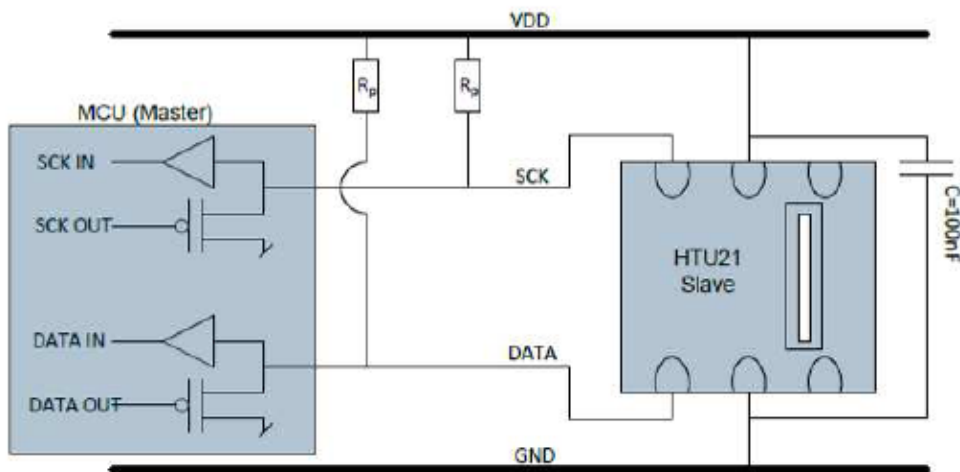 VDD
Rp
Rp
MCU (Master)
SCK IN
SCK
SCK OUT
C=100nF
HTU21
Slave
DATA IN
DATA
DATA OUT
GND